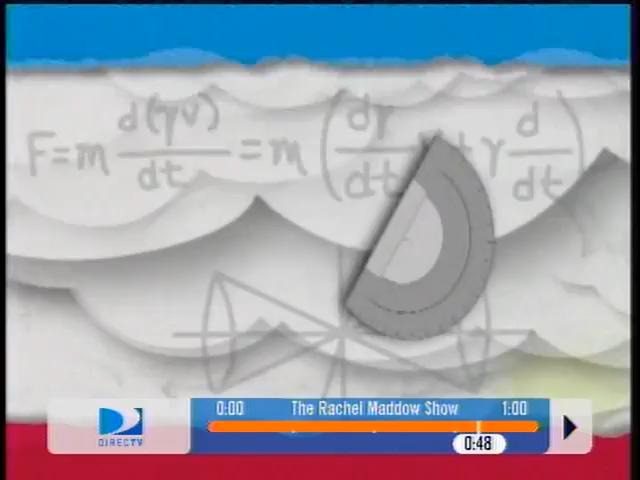 F=m d(γv)/dt = m (dγ/dt + γ d/dt)
0:00 The Rachel Maddow Show 1:00
DIRECTV
0:48